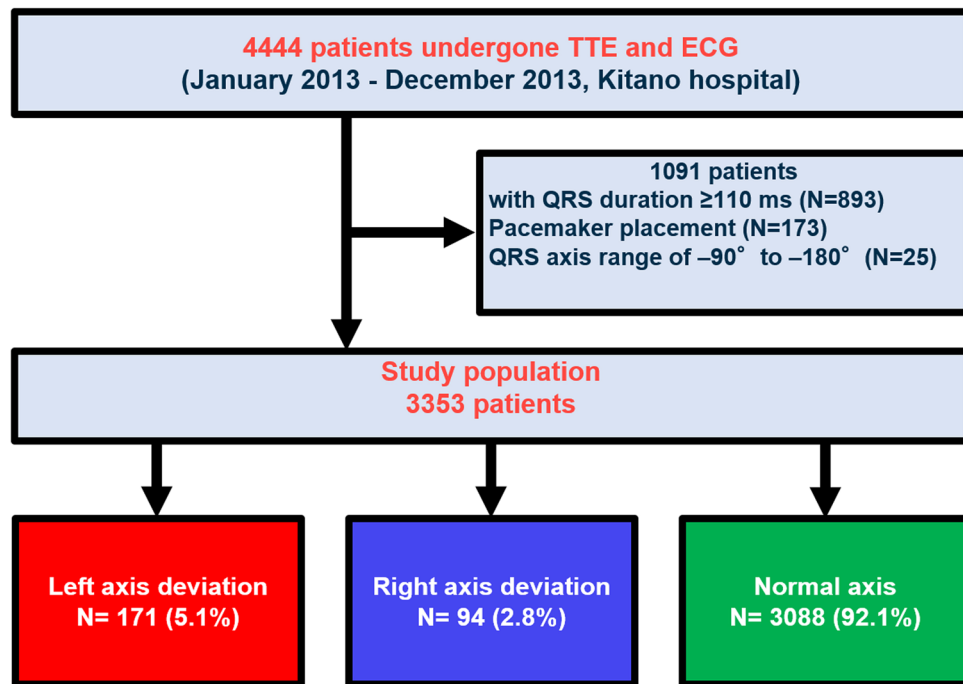 4444 patients undergone TTE and ECG
(January 2013 - December 2013, Kitano hospital)
1091 patients
with QRS duration ≥110 ms (N=893)
Pacemaker placement (N=173)
QRS axis range of –90° to –180° (N=25)
Study population
3353 patients
Left axis deviation
N= 171 (5.1%)
Right axis deviation
N= 94 (2.8%)
Normal axis
N= 3088 (92.1%)